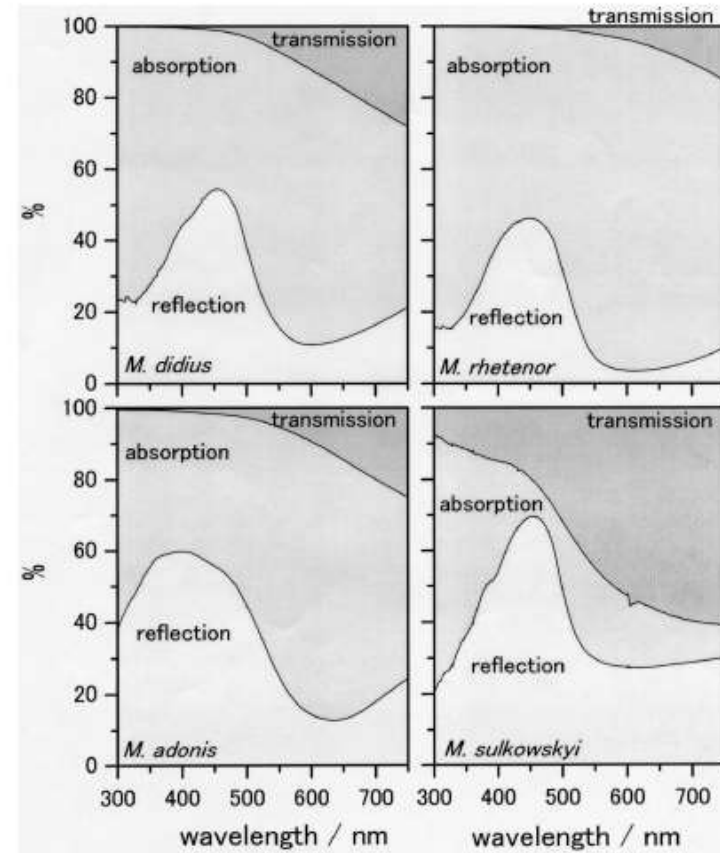 transmission
100
transmission
absorption
absorption
80
60
%
40
20
reflection
reflection
M. didius
M. rhetenor
0
100
transmission
transmission
absorption
80
absorption
60
%
40
reflection
reflection
20
M. adonis
M. sulkowskyi
0
300 400 500 600 700 300 400 500 600 700
wavelength / nm wavelength / nm